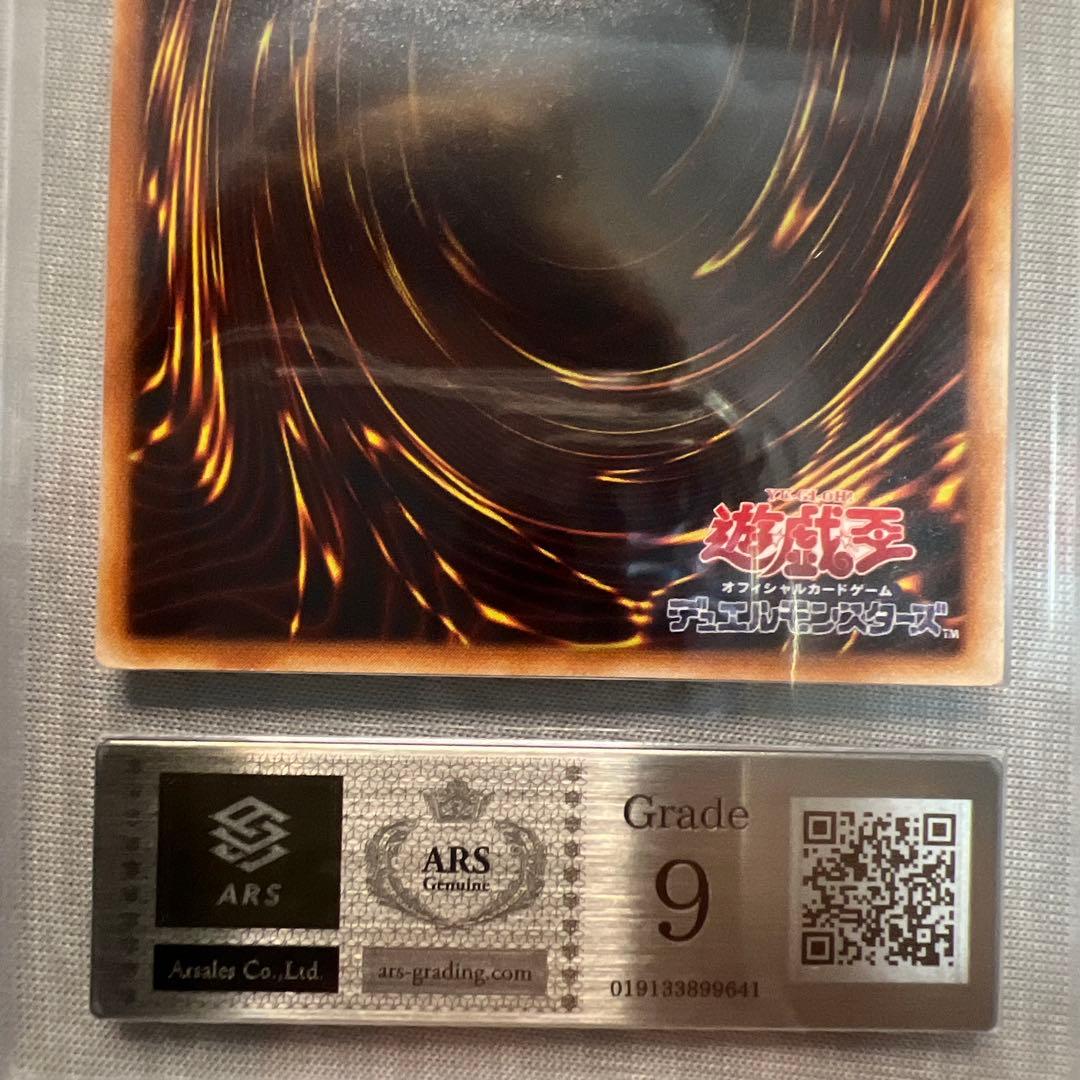 YU-GI-OH!
遊戯王
オフィシャルカードゲーム
デュエルモンスターズ™
ARS
Arsales Co.,Ltd.
ARS
Genuine
ars-grading.com
Grade
9
019133899641